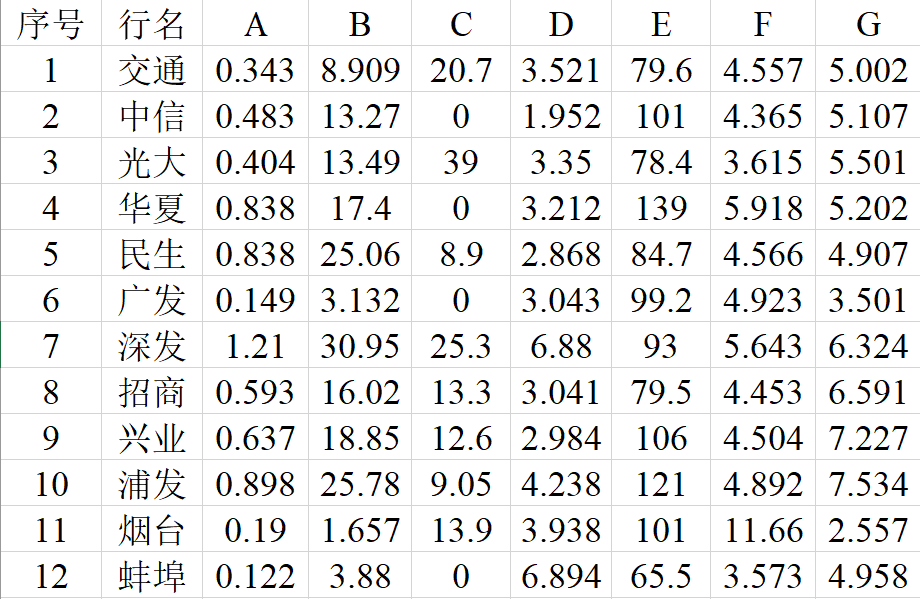 序号 行名 A B C D E F G
1 交通 0.343 8.909 20.7 3.521 79.6 4.557 5.002
2 中信 0.483 13.27 0 1.952 101 4.365 5.107
3 光大 0.404 13.49 39 3.35 78.4 3.615 5.501
4 华夏 0.838 17.4 0 3.212 139 5.918 5.202
5 民生 0.838 25.06 8.9 2.868 84.7 4.566 4.907
6 广发 0.149 3.132 0 3.043 99.2 4.923 3.501
7 深发 1.21 30.95 25.3 6.88 93 5.643 6.324
8 招商 0.593 16.02 13.3 3.041 79.5 4.453 6.591
9 兴业 0.637 18.85 12.6 2.984 106 4.504 7.227
10 浦发 0.898 25.78 9.05 4.238 121 4.892 7.534
11 烟台 0.19 1.657 13.9 3.938 101 11.66 2.557
12 蚌埠 0.122 3.88 0 6.894 65.5 3.573 4.958